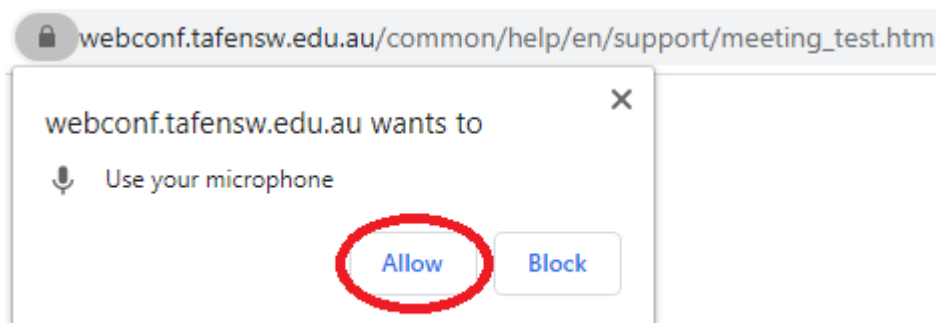 webconf.tafensw.edu.au/common/help/en/support/meeting_test.htm
webconf.tafensw.edu.au wants to
Use your microphone
Allow
Block